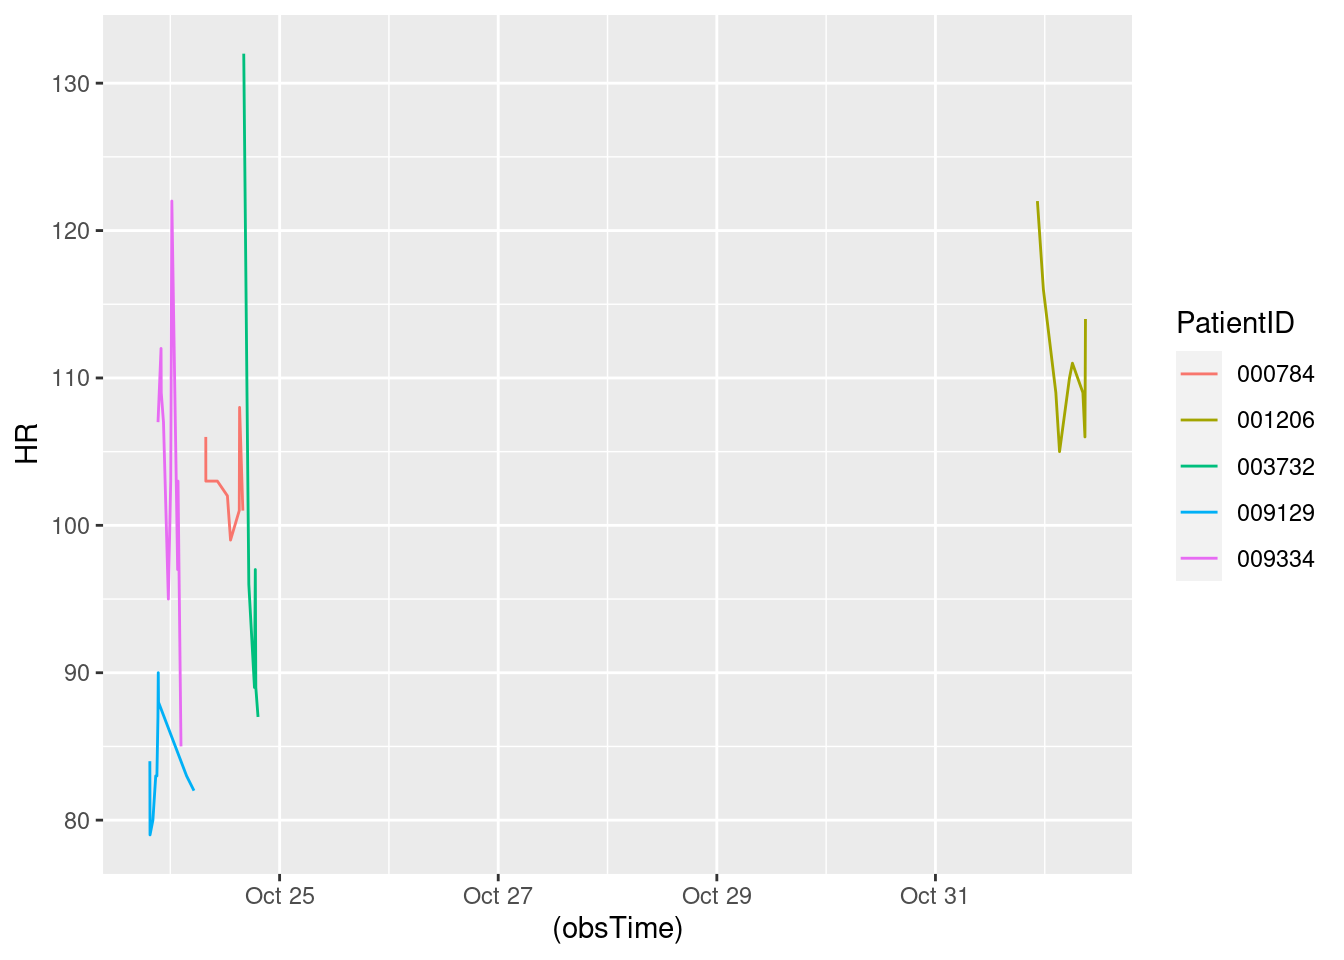 130
120
110
100
90
80
HR
Oct 25
Oct 27
Oct 29
Oct 31
(obsTime)
PatientID
000784
001206
003732
009129
009334